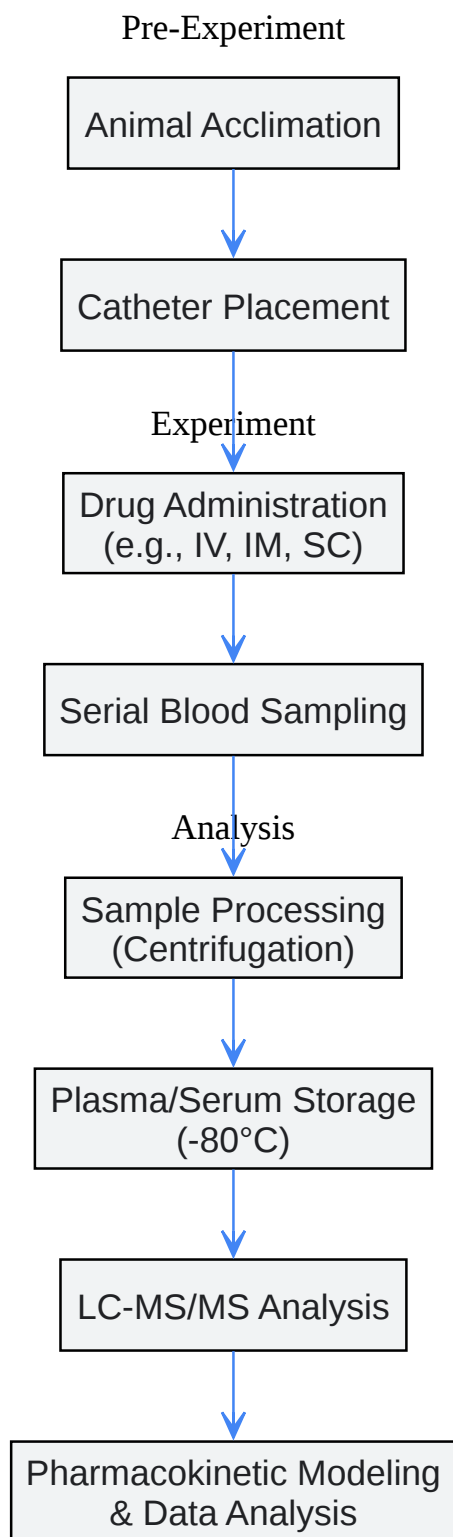 Pre-Experiment
Animal Acclimation
Catheter Placement
Experiment
Drug Administration
(e.g., IV, IM, SC)
Serial Blood Sampling
Analysis
Sample Processing
(Centrifugation)
Plasma/Serum Storage
(-80°C)
LC-MS/MS Analysis
Pharmacokinetic Modeling
& Data Analysis